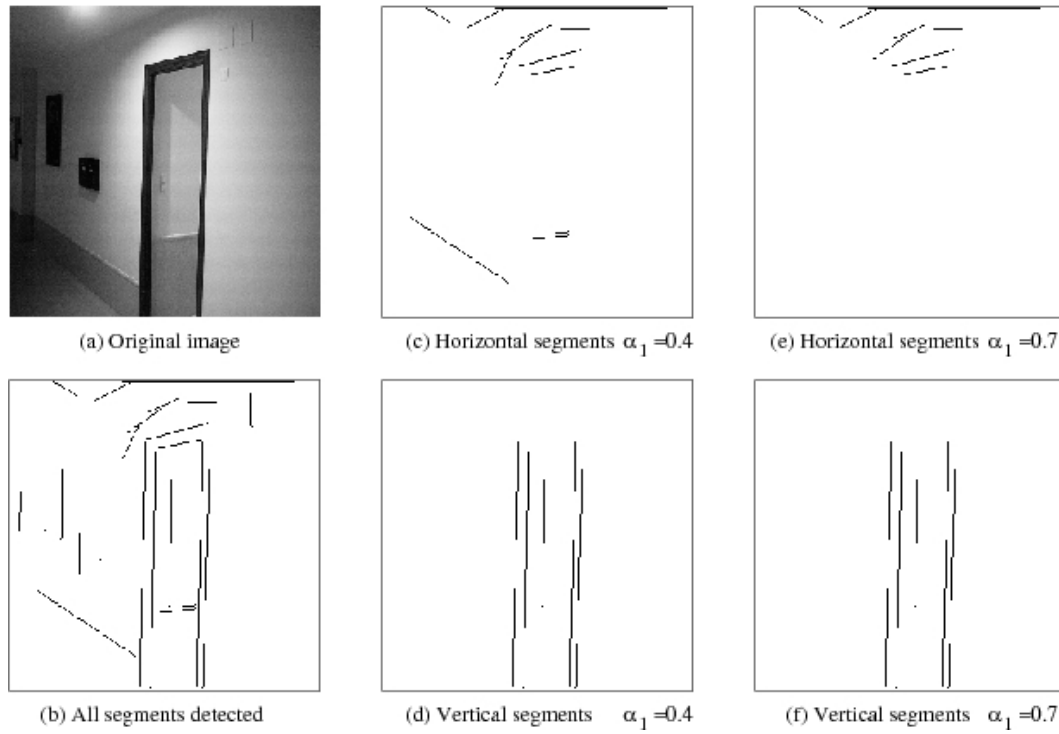 (a) Original image
(c) Horizontal segments α1 =0.4
(e) Horizontal segments α1 =0.7
(b) All segments detected
(d) Vertical segments α1 =0.4
(f) Vertical segments α1 =0.7